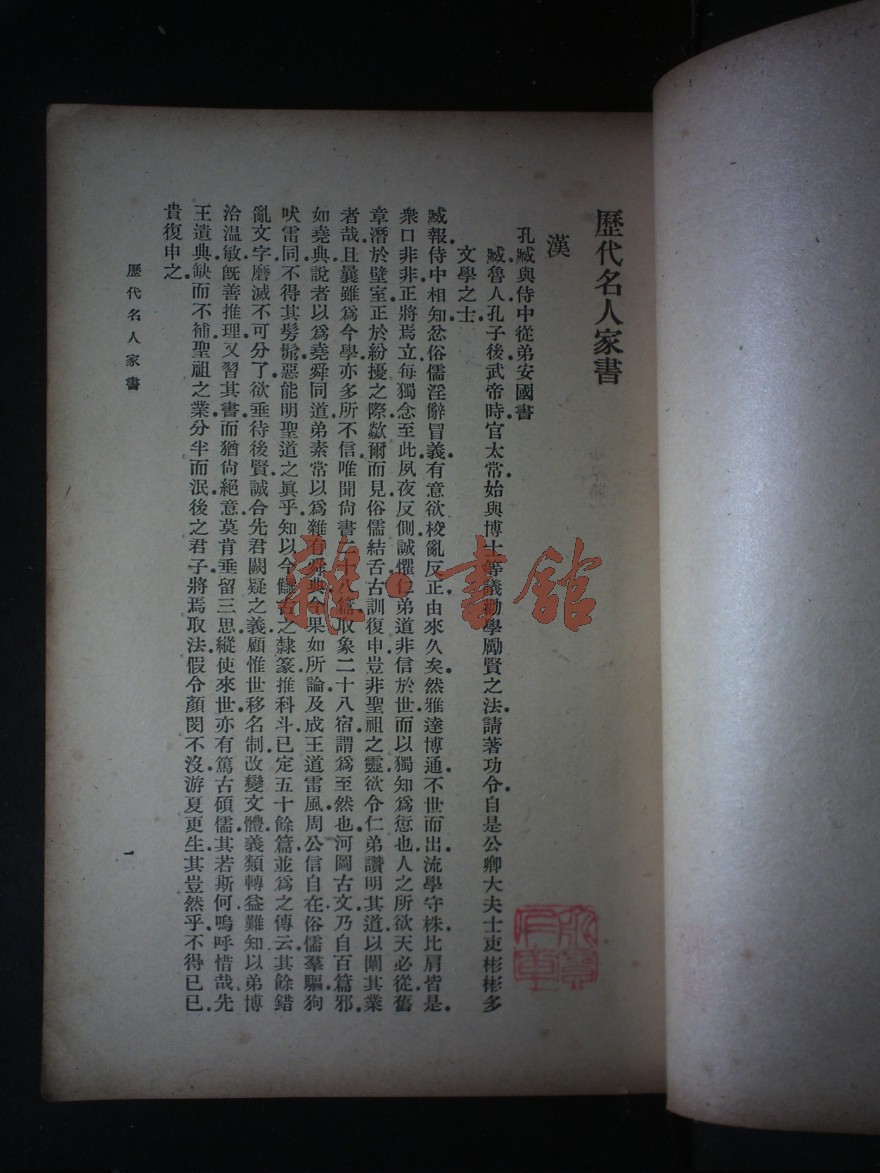 歷代名人家書
漢
孔臧與侍中從弟安國書
臧魯人孔子後武帝時官太常始與博士等議勸學勵賢之法請著功令自是公卿大夫士吏彬彬多
文學之士
臧報侍中相知忿俗儒淫辭冒義有意欲校亂反正由來久矣然雅達博通不世而出流學守株比肩皆是
衆口非非正將焉立每獨念至此夙夜反側誠懼仁弟道非信於世而以獨知爲愆也人之所欲天必從舊
章潛於壁室正於紛擾之際歘爾而見俗儒結舌古訓復申豈非聖祖之靈欲令仁弟讚明其道以闡其業
者哉且曩雖爲今學亦多所不信唯聞尙書二十八篇取象二十八宿謂爲至然也河圖古文乃自百篇邪
如堯典說者以爲堯舜同道弟素常以爲雜有舜典今果如所論及成王道雷風周公信自在俗儒羣驅狗
吠雷同不得其髣髴惡能明聖道之眞乎知以今讎古之隸篆推科斗已定五十餘篇並爲之傳云其餘錯
亂文字磨滅不可分了欲垂待後賢誠合先君闕疑之義顧惟世移名制改變文體義類轉益難知以弟博
洽温敏旣善推理又習其書而猶尙絕意莫肯垂留三思縱使來世亦有篤古碩儒其若斯何嗚呼惜哉先
王遺典缺而不補聖祖之業分半而泯後之君子將焉取法假令顏閔不沒游夏更生其豈然乎不得已已
貴復申之
歷代名人家書
一
雜·書館